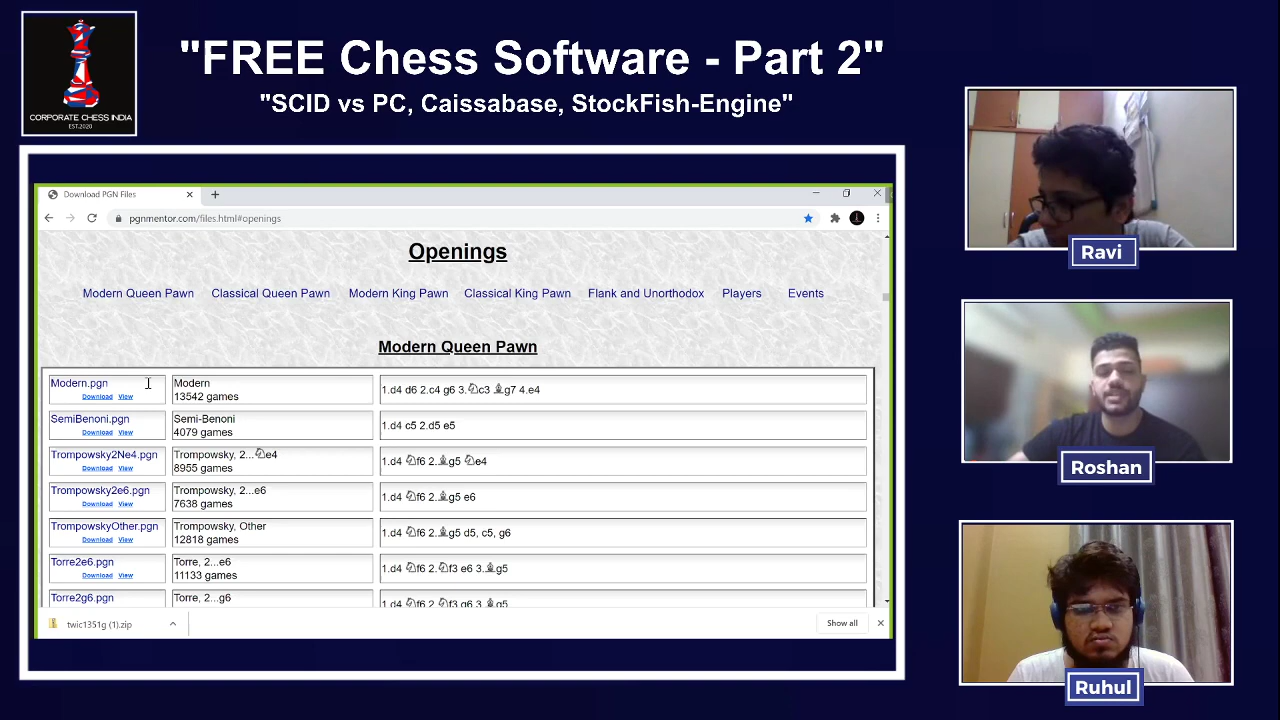 "FREE Chess Software - Part 2"
"SCID vs PC, Caissabase, StockFish-Engine"
CORPORATE CHESS INDIA
EST.2020
Download PGN Files
pgnmentor.com/files.html#openings
Openings
Modern Queen Pawn Classical Queen Pawn Modern King Pawn Classical King Pawn Flank and Unorthodox Players Events
Modern Queen Pawn
Modern.pgn
Download View
Modern
13542 games
1.d4 d6 2.c4 g6 3.♘c3 ♝g7 4.e4
SemiBenoni.pgn
Download View
Semi-Benoni
4079 games
1.d4 c5 2.d5 e5
Trompowsky2Ne4.pgn
Download View
Trompowsky, 2...♘e4
8955 games
1.d4 ♘f6 2.♝g5 ♘e4
Trompowsky2e6.pgn
Download View
Trompowsky, 2...e6
7638 games
1.d4 ♘f6 2.♝g5 e6
TrompowskyOther.pgn
Download View
Trompowsky, Other
12818 games
1.d4 ♘f6 2.♝g5 d5, c5, g6
Torre2e6.pgn
Download View
Torre, 2...e6
11133 games
1.d4 ♘f6 2.♘f3 e6 3.♝g5
Torre2g6.pgn
Torre, 2...g6
1.d4 ♘f6 2.♘f3 g6 3.♝g5
twic1351g (1).zip
Show all
Ravi
Roshan
Ruhul